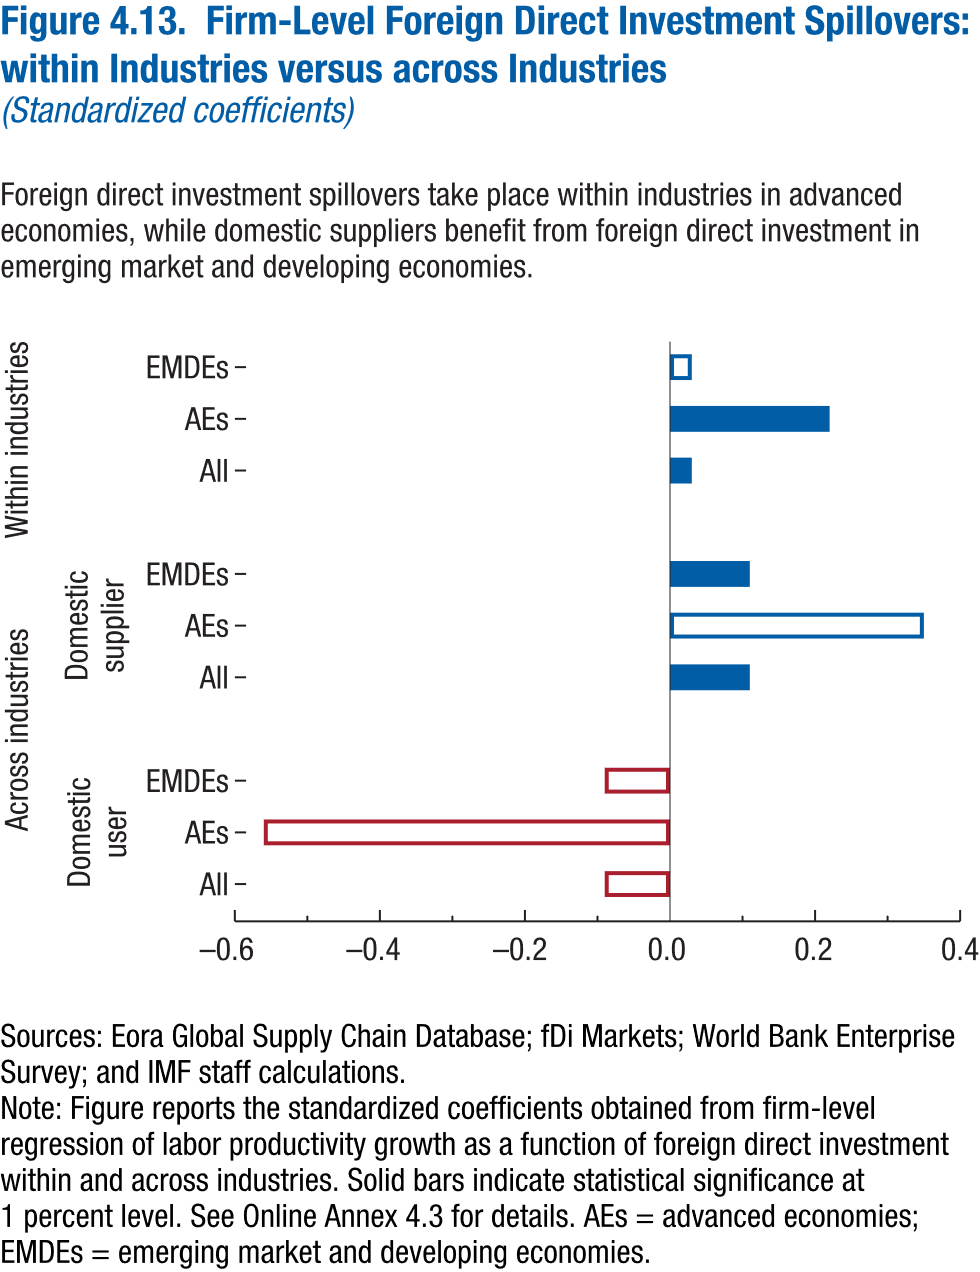 Figure 4.13.  Firm-Level Foreign Direct Investment Spillovers:
within Industries versus across Industries
(Standardized coefficients)
Foreign direct investment spillovers take place within industries in advanced
economies, while domestic suppliers benefit from foreign direct investment in
emerging market and developing economies.
Within industries
EMDEs
AEs
All
Across industries
Domestic
supplier
EMDEs
AEs
All
Domestic
user
EMDEs
AEs
All
–0.6 –0.4 –0.2 0.0 0.2 0.4
Sources: Eora Global Supply Chain Database; fDi Markets; World Bank Enterprise
Survey; and IMF staff calculations.
Note: Figure reports the standardized coefficients obtained from firm-level
regression of labor productivity growth as a function of foreign direct investment
within and across industries. Solid bars indicate statistical significance at
1 percent level. See Online Annex 4.3 for details. AEs = advanced economies;
EMDEs = emerging market and developing economies.